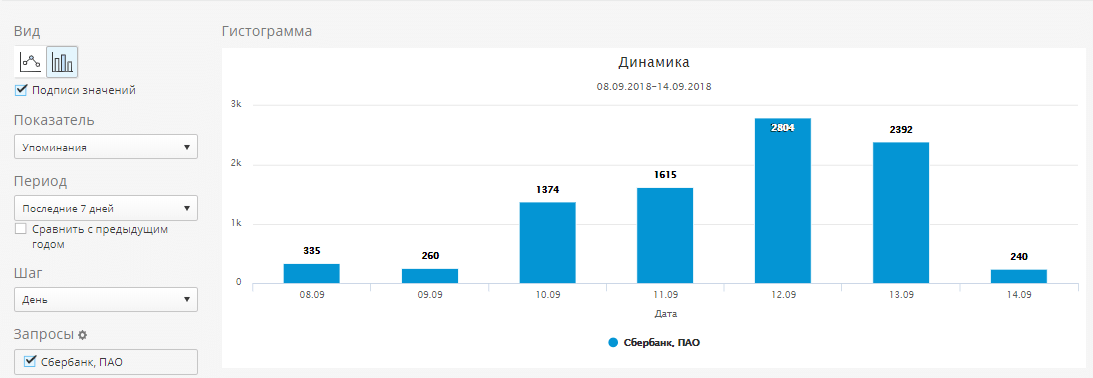 Вид
Подписи значений
Показатель
Упоминания
Период
Последние 7 дней
Сравнить с предыдущим
годом
Шаг
День
Запросы
Сбербанк, ПАО
Гистограмма
Динамика
08.09.2018-14.09.2018
3k
2k
1k
0
335
260
1374
1615
2804
2392
240
08.09
09.09
10.09
11.09
12.09
13.09
14.09
Дата
Сбербанк, ПАО